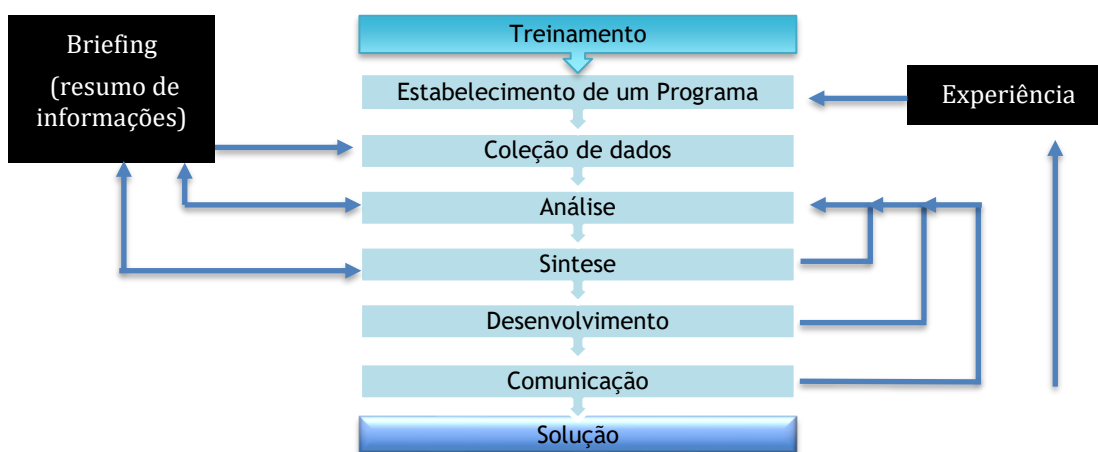 Briefing
(resumo de
informações)
Treinamento
Estabelecimento de um Programa
Experiência
Coleção de dados
Análise
Sintese
Desenvolvimento
Comunicação
Solução